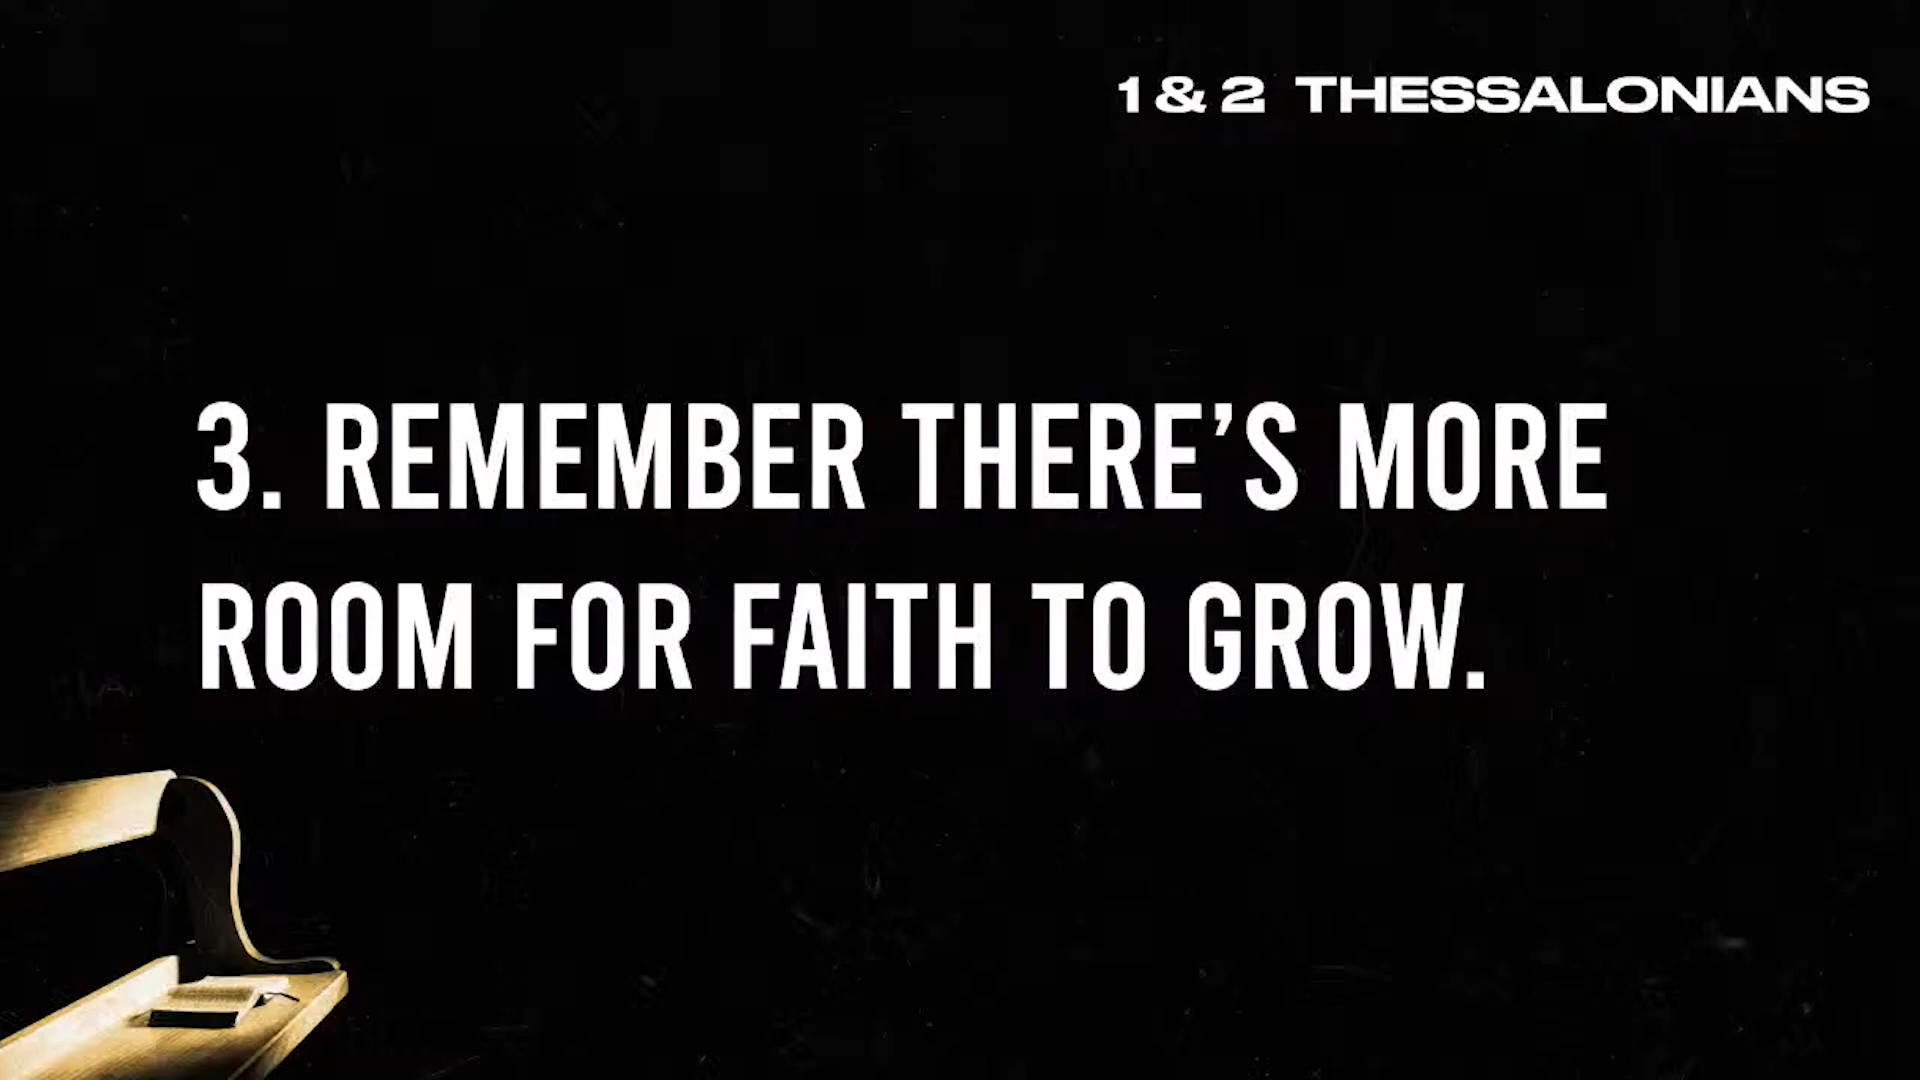 1 & 2 THESSALONIANS
3. REMEMBER THERE’S MORE
ROOM FOR FAITH TO GROW.